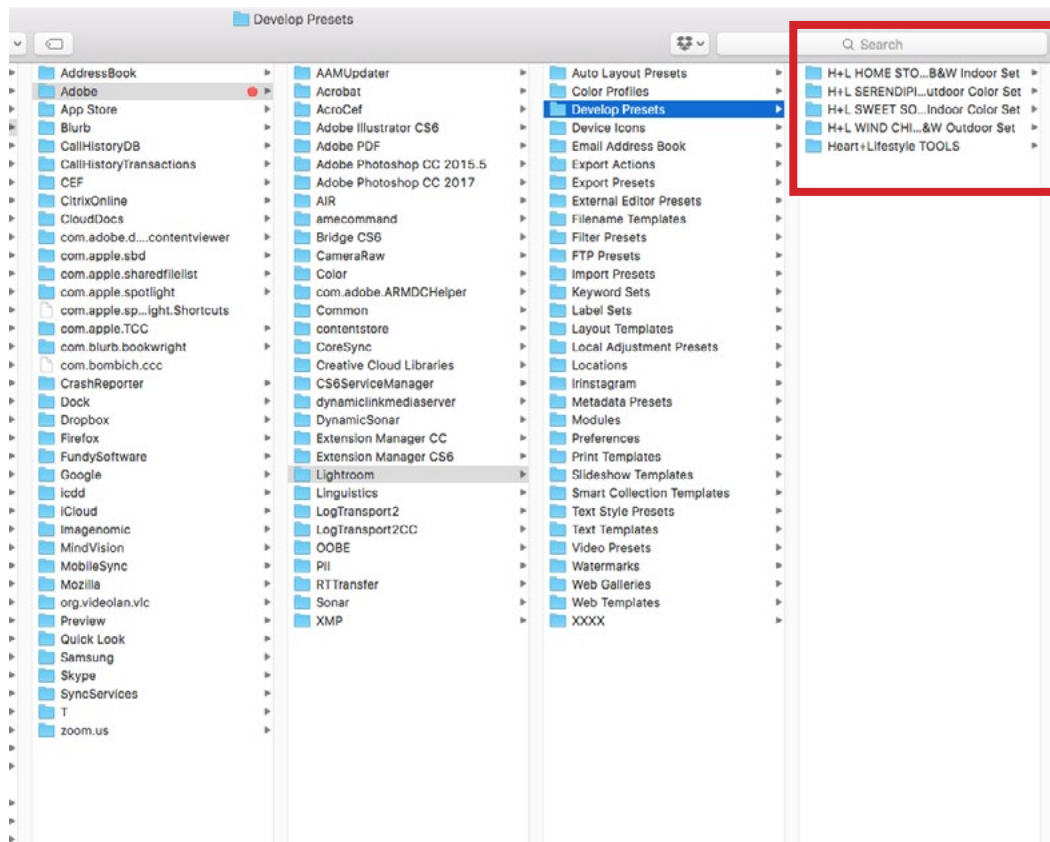 Develop Presets
Search
AddressBook
Adobe
App Store
Blurb
CallHistoryDB
CallHistoryTransactions
CEF
CitrixOnline
CloudDocs
com.adobe.d....contentviewer
com.apple.sbd
com.apple.sharedfilelist
com.apple.spotlight
com.apple.sp...ight.Shortcuts
com.apple.TCC
com.blurb.bookwright
com.bombich.ccc
CrashReporter
Dock
Dropbox
Firefox
FundySoftware
Google
icdd
iCloud
Imagenomic
MindVision
MobileSync
Mozilla
org.videolan.vlc
Preview
Quick Look
Samsung
Skype
SyncServices
T
zoom.us
AAMUpdater
Acrobat
AcroCef
Adobe Illustrator CS6
Adobe PDF
Adobe Photoshop CC 2015.5
Adobe Photoshop CC 2017
AIR
amecommand
Bridge CS6
CameraRaw
Color
com.adobe.ARMDCHelper
Common
contentstore
CoreSync
Creative Cloud Libraries
CS6ServiceManager
dynamiclinkmediaserver
DynamicSonar
Extension Manager CC
Extension Manager CS6
Lightroom
Linguistics
LogTransport2
LogTransport2CC
OOBE
PII
RTTransfer
Sonar
XMP
Auto Layout Presets
Color Profiles
Develop Presets
Device Icons
Email Address Book
Export Actions
Export Presets
External Editor Presets
Filename Templates
Filter Presets
FTP Presets
Import Presets
Keyword Sets
Label Sets
Layout Templates
Local Adjustment Presets
Locations
lrinstagram
Metadata Presets
Modules
Preferences
Print Templates
Slideshow Templates
Smart Collection Templates
Text Style Presets
Text Templates
Video Presets
Watermarks
Web Galleries
Web Templates
XXXX
H+L HOME STO...B&W Indoor Set
H+L SERENDIPI...utdoor Color Set
H+L SWEET SO...Indoor Color Set
H+L WIND CHI...&W Outdoor Set
Heart+Lifestyle TOOLS